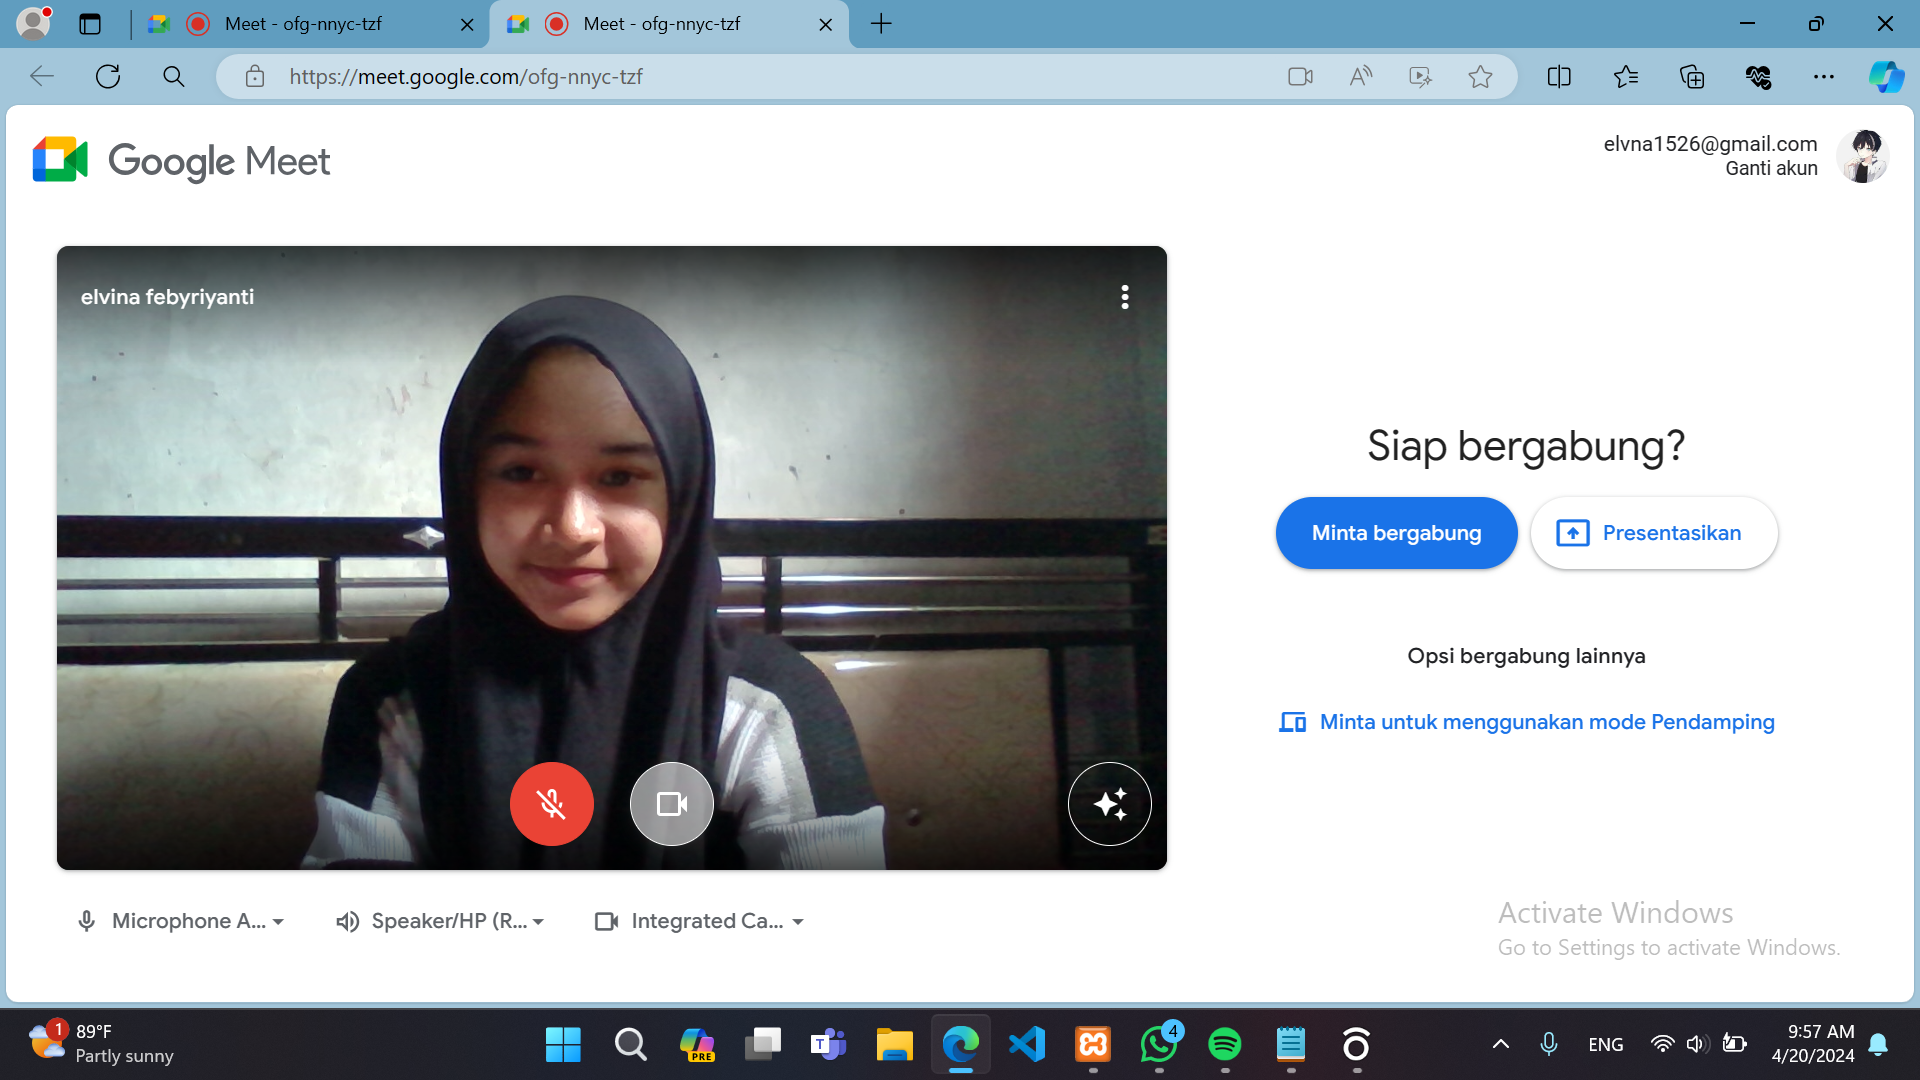 Meet - ofg-nnyc-tzf
Meet - ofg-nnyc-tzf
https://meet.google.com/ofg-nnyc-tzf
Google Meet
elvna1526@gmail.com
Ganti akun
elvina febyriyanti
Siap bergabung?
Minta bergabung
Presentasikan
Opsi bergabung lainnya
Minta untuk menggunakan mode Pendamping
Microphone A...
Speaker/HP (R...
Integrated Ca...
Activate Windows
Go to Settings to activate Windows.
1
89°F
Partly sunny
PRE
T
4
ENG
9:57 AM
4/20/2024